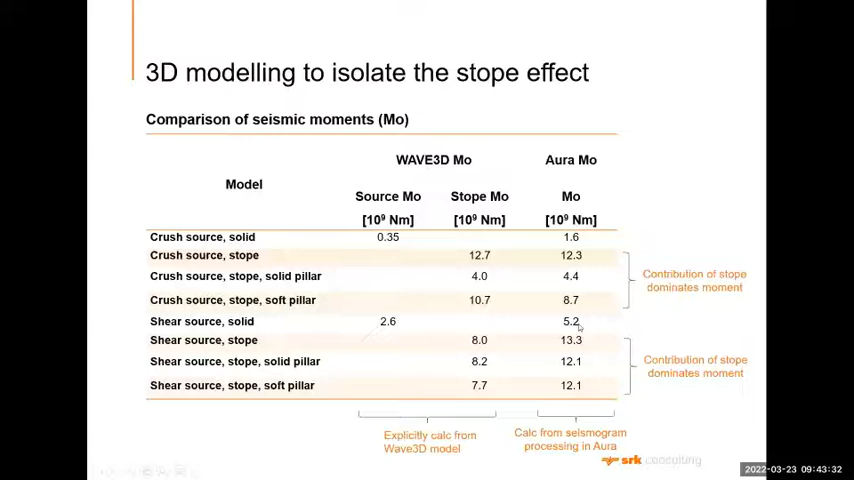 3D modelling to isolate the stope effect
Comparison of seismic moments (Mo)
WAVE3D Mo Aura Mo
Model Source Mo Stope Mo Mo
[10⁹ Nm] [10⁹ Nm] [10⁹ Nm]
Crush source, solid 0.35 1.6
Crush source, stope 12.7 12.3
Crush source, stope, solid pillar 4.0 4.4
Crush source, stope, soft pillar 10.7 8.7
Contribution of stope
dominates moment
Shear source, solid 2.6 5.2
Shear source, stope 8.0 13.3
Shear source, stope, solid pillar 8.2 12.1
Shear source, stope, soft pillar 7.7 12.1
Contribution of stope
dominates moment
Explicitly calc from
Wave3D model
Calc from seismogram
processing in Aura
srk consulting
2022-03-23 09:43:32